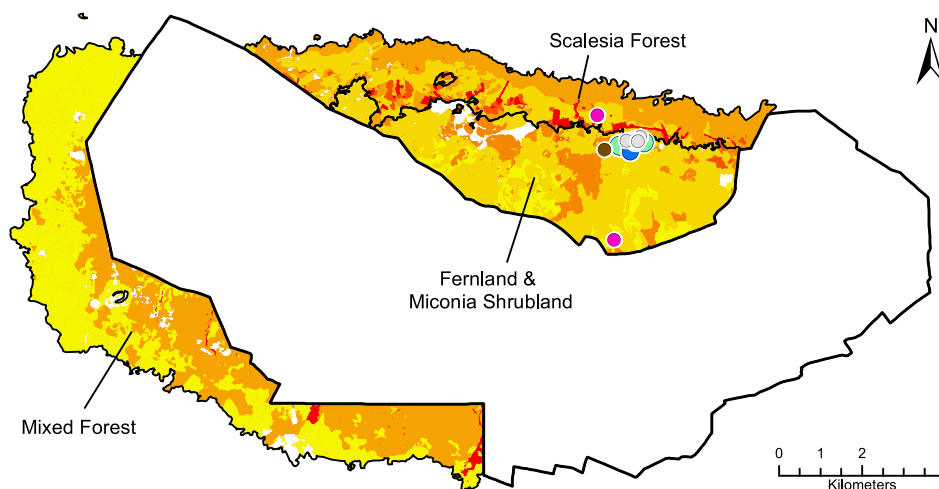 N
Scalesia Forest
Fernland &
Miconia Shrubland
Mixed Forest
0 1 2
Kilometers